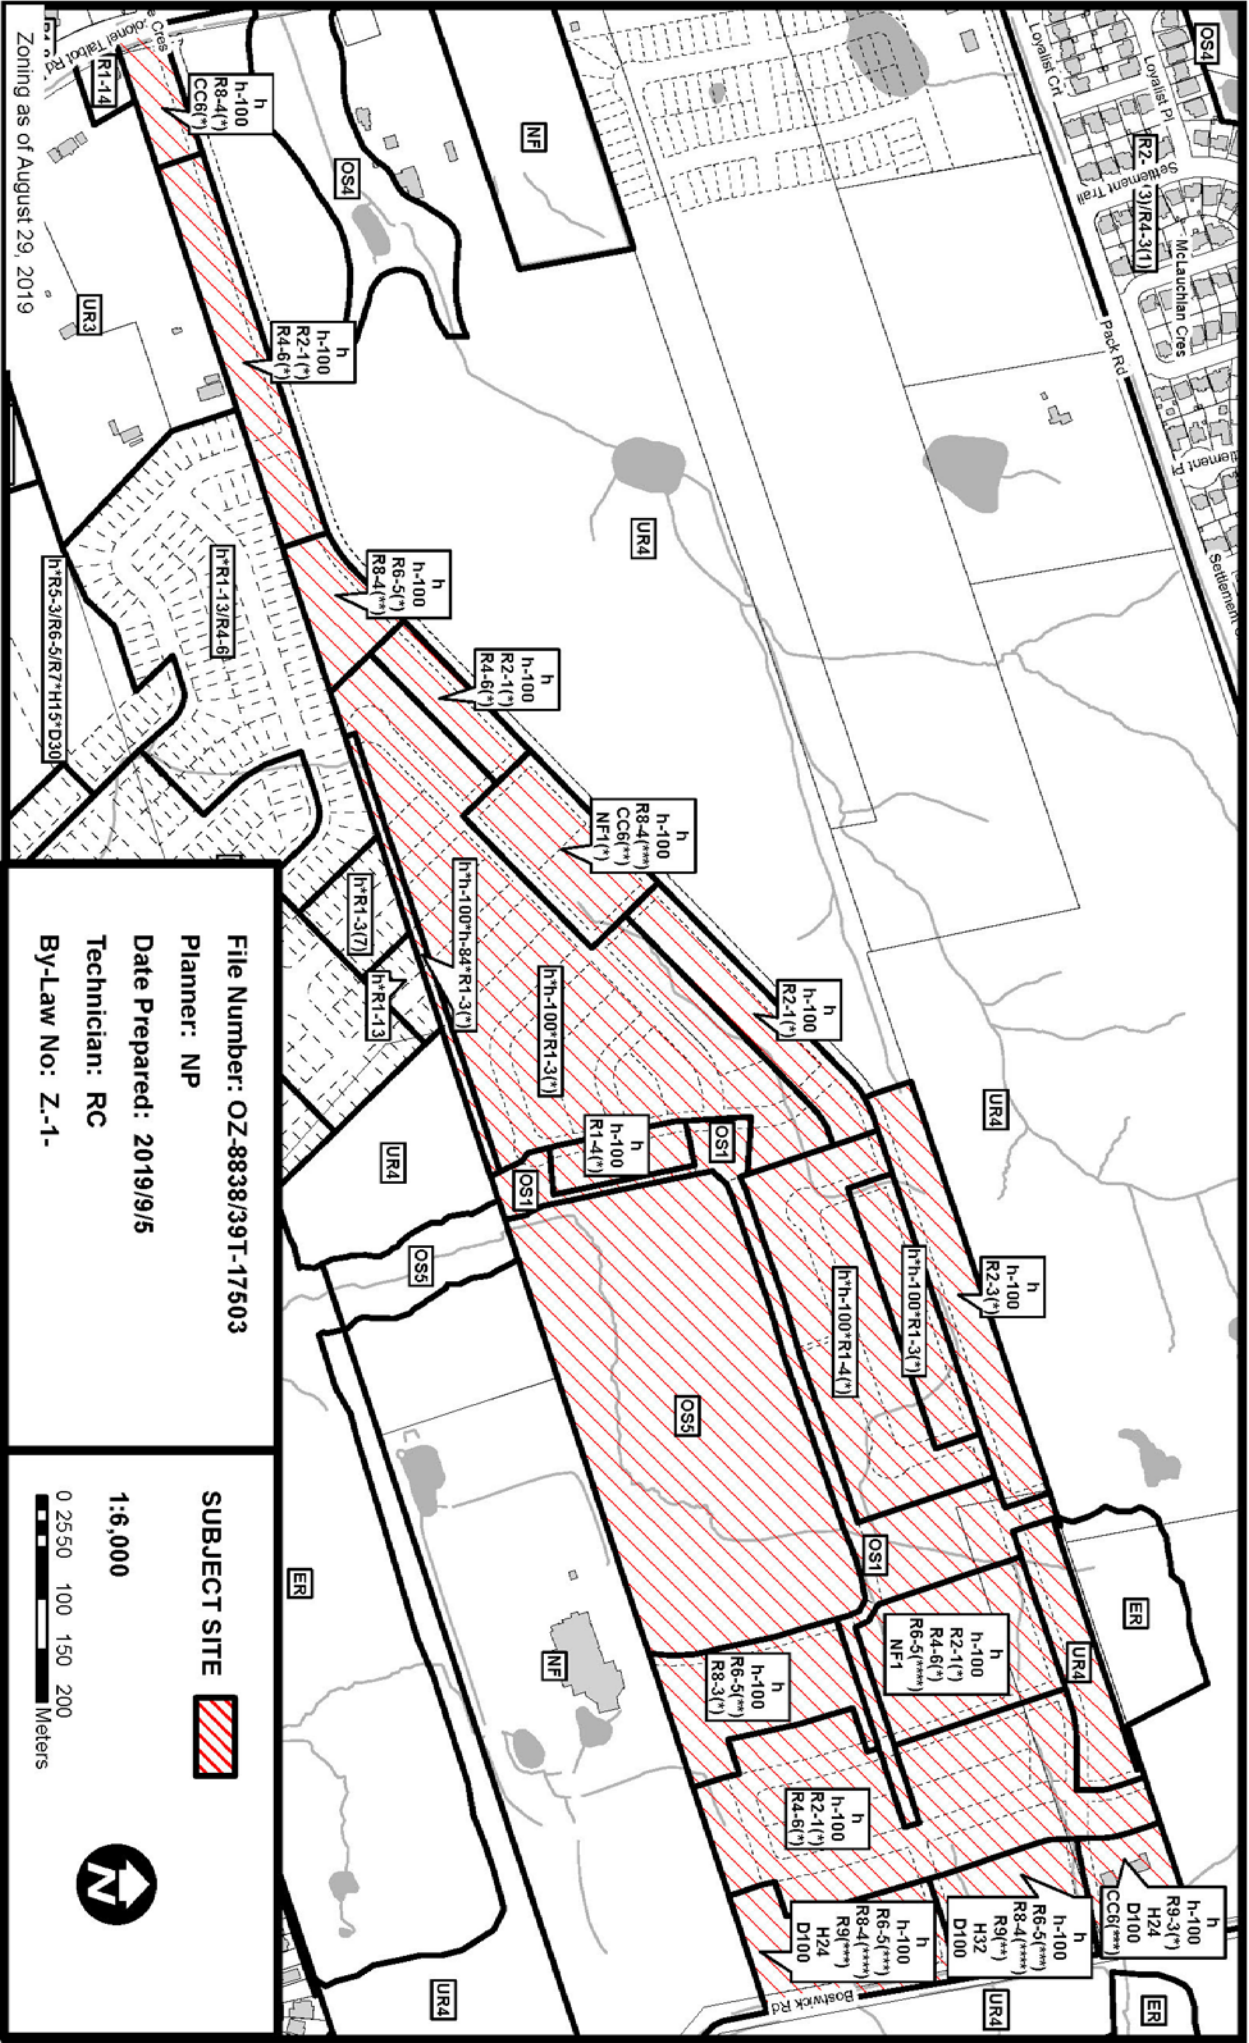 OS4
Loyalist Crt
Loyalist Pl
R2-
(3)/R4-3(1)
Settlement Trail
McLauchlan Cres
Pack Rd
NF
OS4
Colonel Talbot Rd
Cres
R1-14
h
h-100
R8-4(*)
CC6(*)
UR3
h
h-100
R2-1(*)
R4-6(*)
UR4
h*R1-13/R4-6
h*R5-3/R6-5/R7*H15*D30
h
h-100
R6-5(*)
R8-4(**)
h
h-100
R2-1(*)
R4-6(*)
h
h-100
R8-4(***)
CC6(**)
NF1(*)
h*R1-3(7)
h*R1-13
h*h-100*h-84*R1-3(*)
h*h-100*R1-3(*)
h
h-100
R2-1(*)
UR4
h
h-100
R1-4(*)
OS1
OS1
UR4
OS5
h
h-100
R2-3(*)
h*h-100*R1-3(*)
h*h-100*R1-4(*)
OS5
OS1
ER
ER
UR4
h
h-100
R2-1(*)
R4-6(*)
R6-5(****)
NF1
NF
h
h-100
R6-5(**)
R8-3(*)
h
h-100
R2-1(*)
R4-6(*)
h
h-100
R9-3(*)
H24
D100
CC6(***)
h
h-100
R6-5(***)
R8-4(****)
R9(**)
H32
D100
h
h-100
R6-5(***)
R8-4(****)
R9(***)
H24
D100
Bostwick Rd
UR4
UR4
ER
Zoning as of August 29, 2019
File Number: OZ-8838/39T-17503
Planner: NP
Date Prepared: 2019/9/5
Technician: RC
By-Law No: Z.-1-
SUBJECT SITE
1:6,000
0 25 50 100 150 200
Meters
N